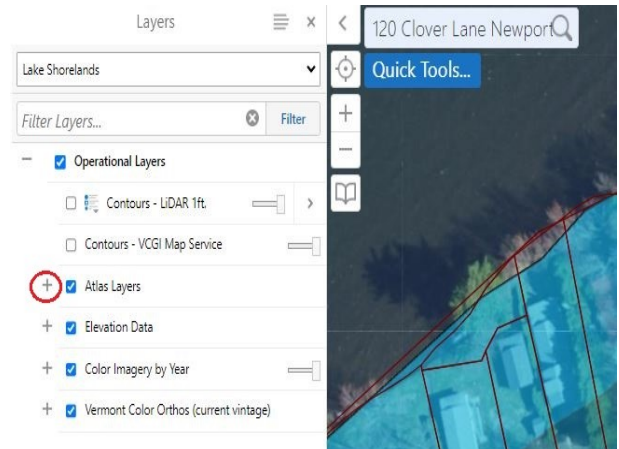 Layers
Lake Shorelands
Filter Layers...
Filter
Operational Layers
Contours - LiDAR 1ft.
Contours - VCGI Map Service
Atlas Layers
Elevation Data
Color Imagery by Year
Vermont Color Orthos (current vintage)
120 Clover Lane Newport
Quick Tools...